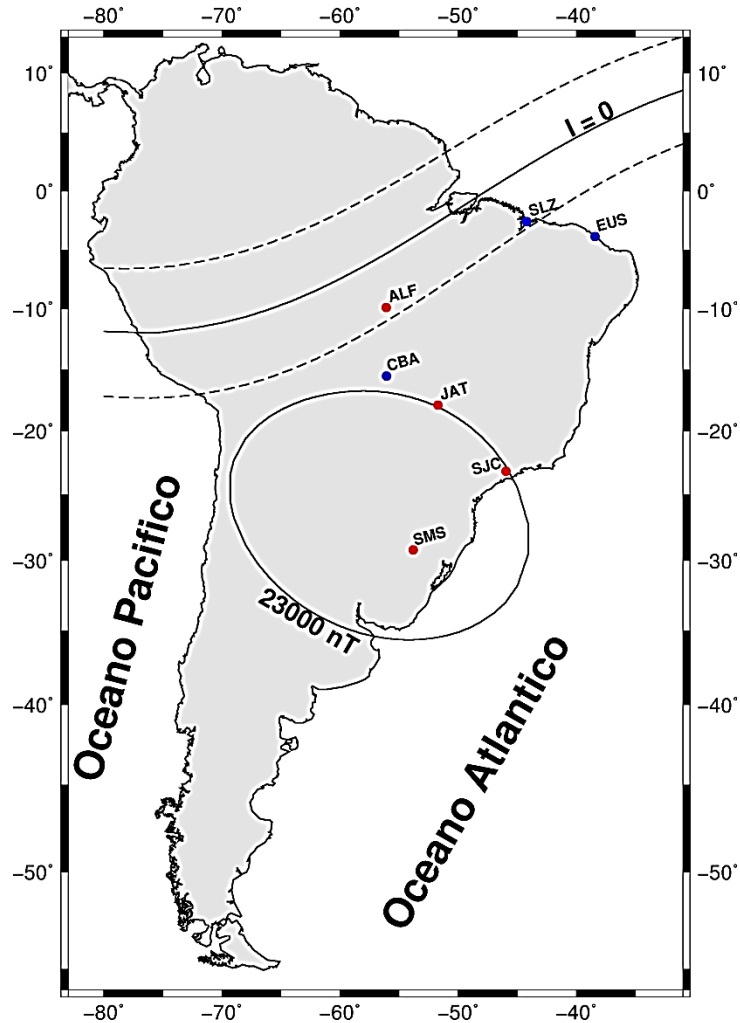 −80˚ −70˚ −60˚ −50˚ −40˚
10˚ 10˚
I = 0
0˚ 0˚
SLZ
EUS
ALF
−10˚ −10˚
CBA
JAT
−20˚ −20˚
SJC
SMS
−30˚ −30˚
23000 nT
Oceano Pacifico
−40˚ −40˚
Oceano Atlantico
−50˚ −50˚
−80˚ −70˚ −60˚ −50˚ −40˚